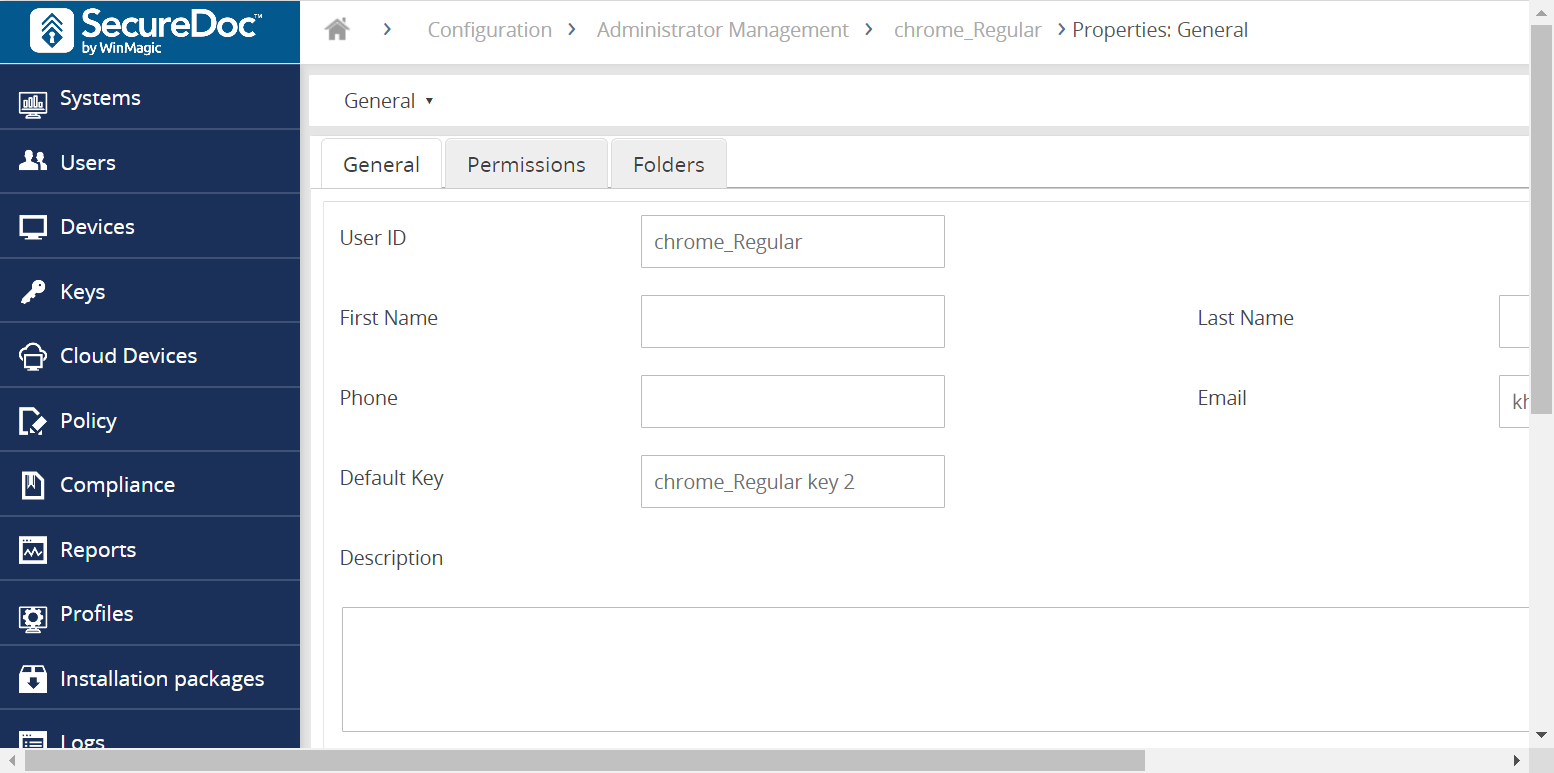 SecureDoc™
by WinMagic
Configuration
Administrator Management
chrome_Regular
Properties: General
Systems
Users
Devices
Keys
Cloud Devices
Policy
Compliance
Reports
Profiles
Installation packages
Logs
General
General
Permissions
Folders
User ID
chrome_Regular
First Name
Last Name
Phone
Email
kh
Default Key
chrome_Regular key 2
Description